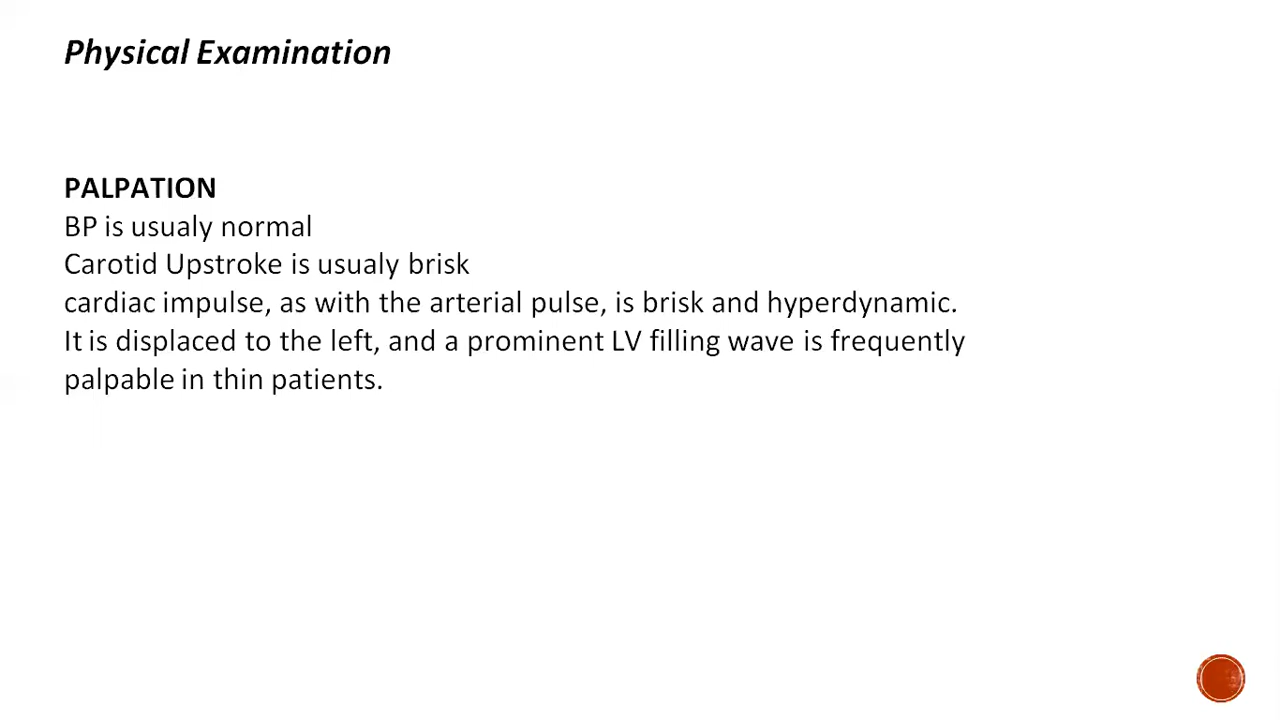 Physical Examination
PALPATION
BP is usualy normal
Carotid Upstroke is usualy brisk
cardiac impulse, as with the arterial pulse, is brisk and hyperdynamic.
It is displaced to the left, and a prominent LV filling wave is frequently
palpable in thin patients.